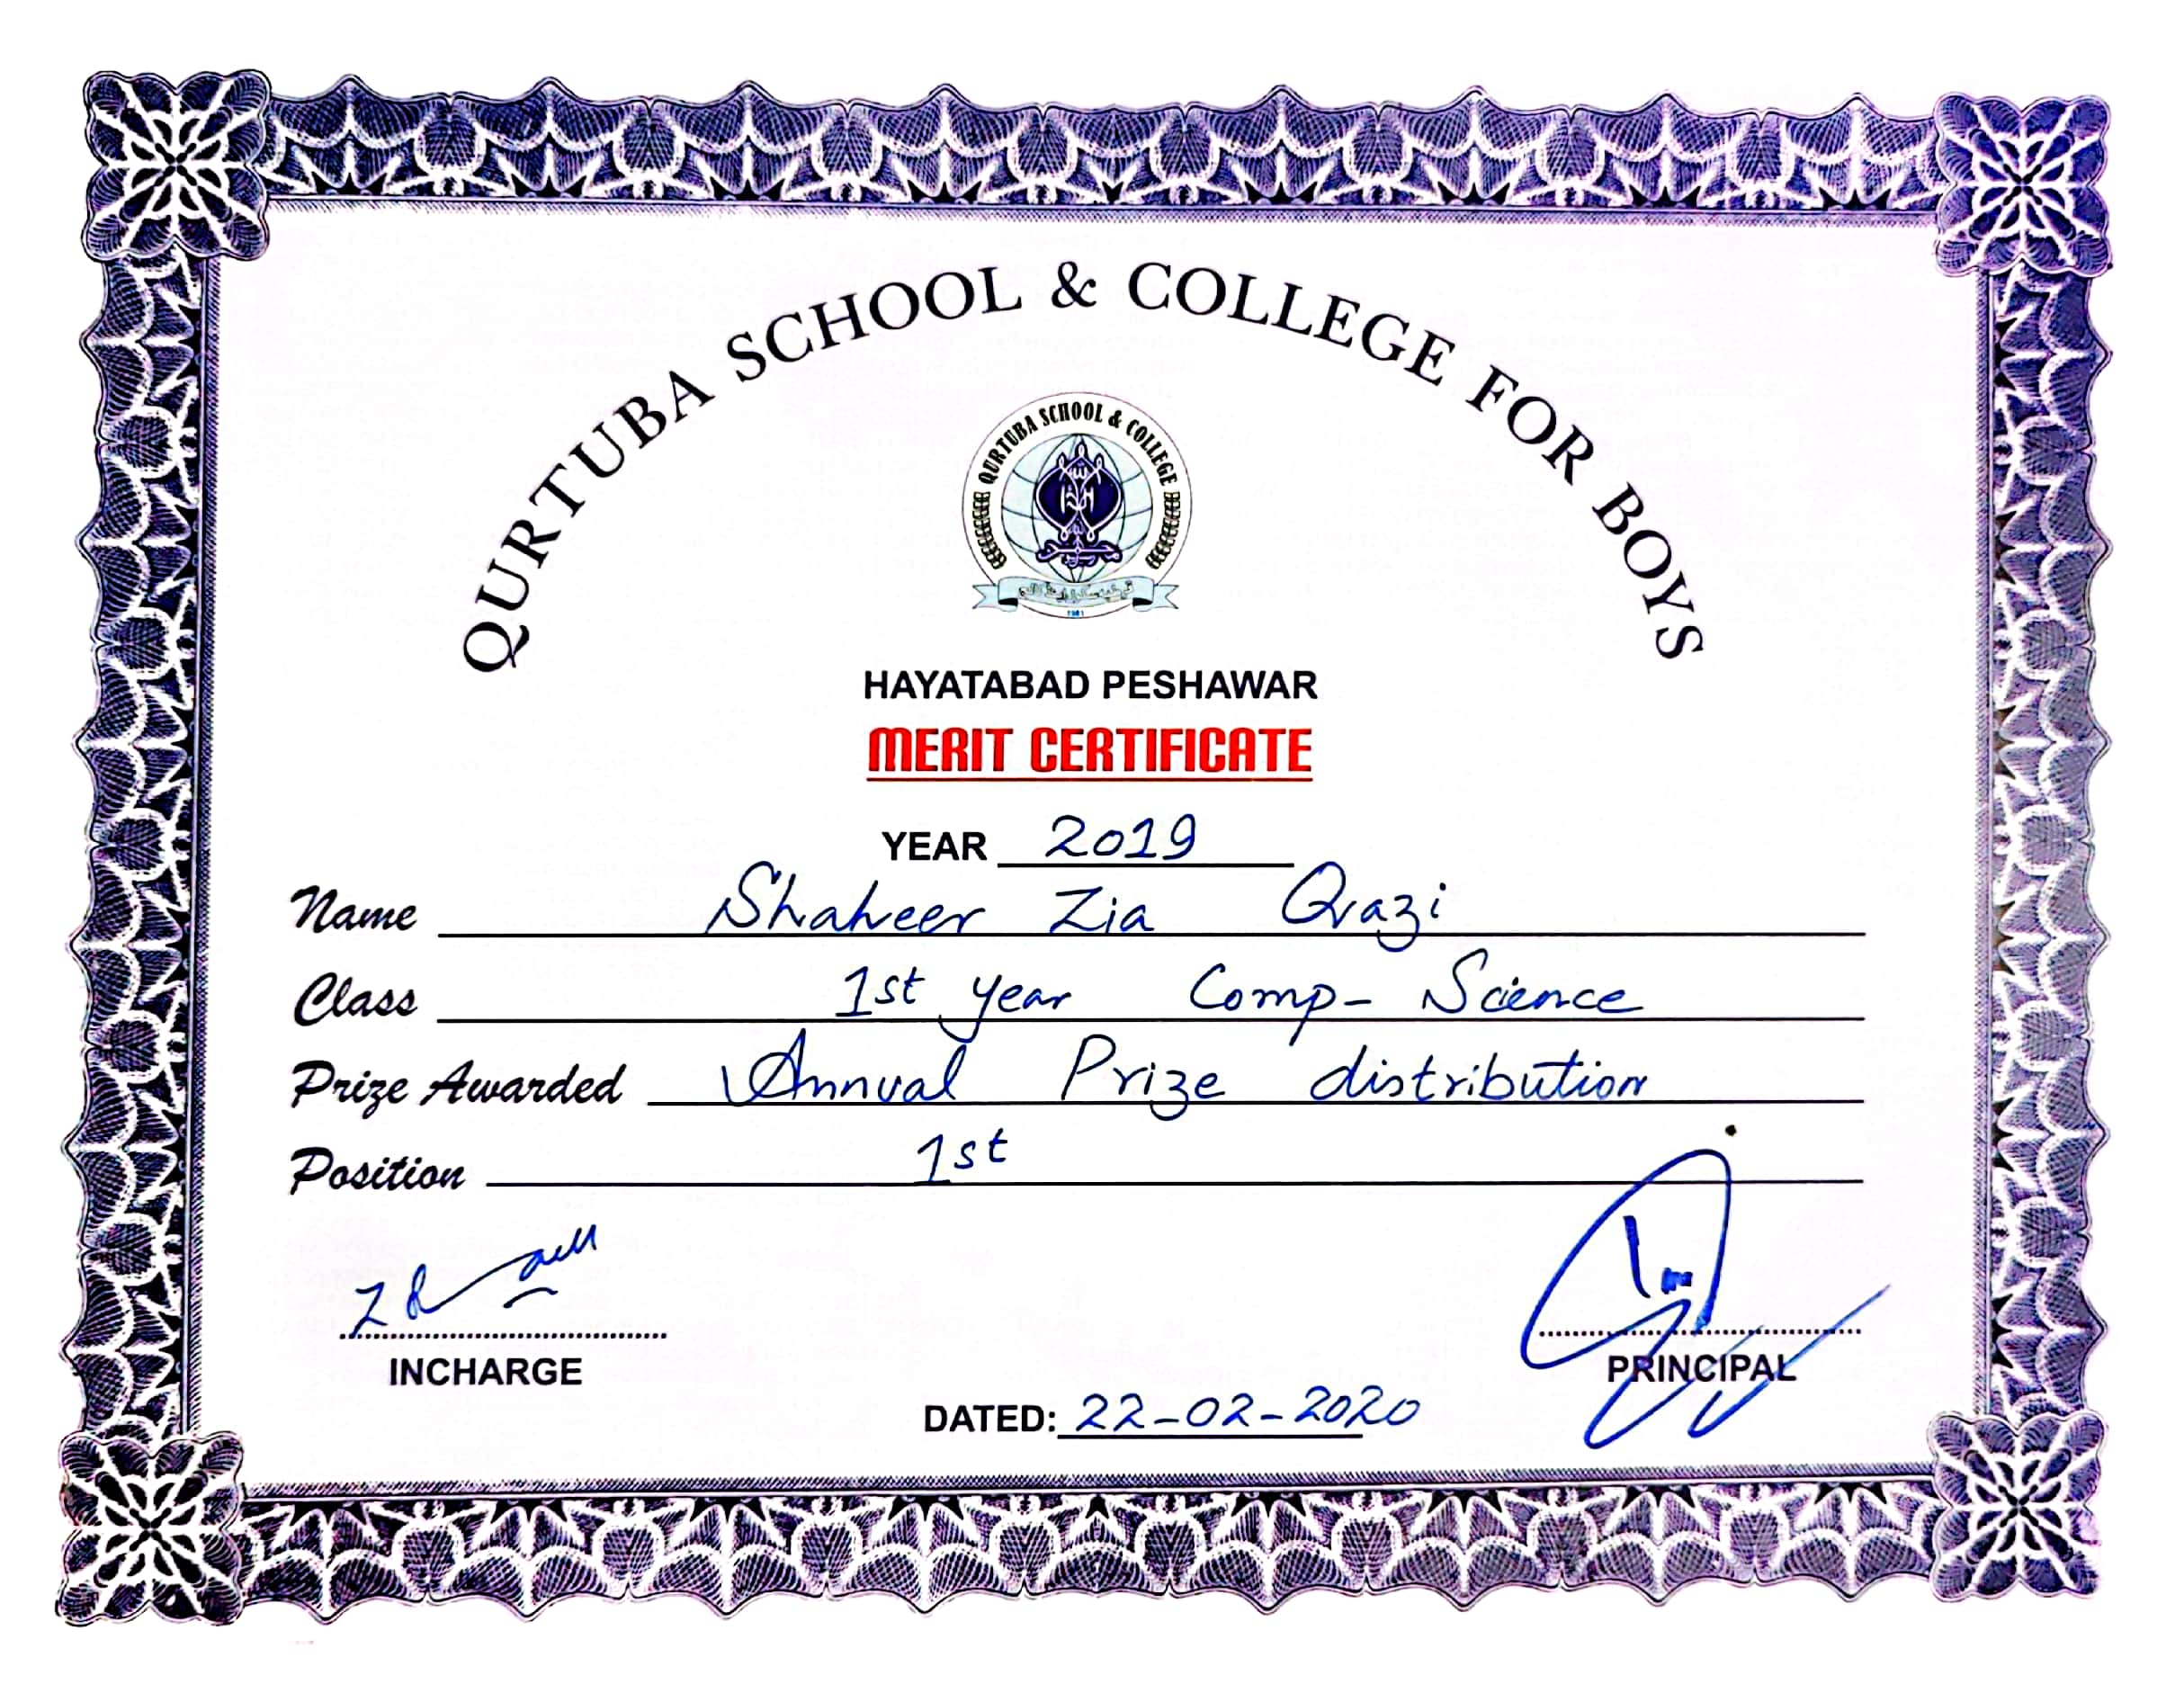 QURTUBA SCHOOL & COLLEGE FOR BOYS
QURTUBA SCHOOL & COLLEGE
1981
HAYATABAD PESHAWAR
MERIT CERTIFICATE
YEAR 2019
Name Shaheer Zia Qazi
Class 1st year Comp- Science
Prize Awarded Annual Prize distribution
Position 1st
INCHARGE
PRINCIPAL
DATED: 22-02-2020